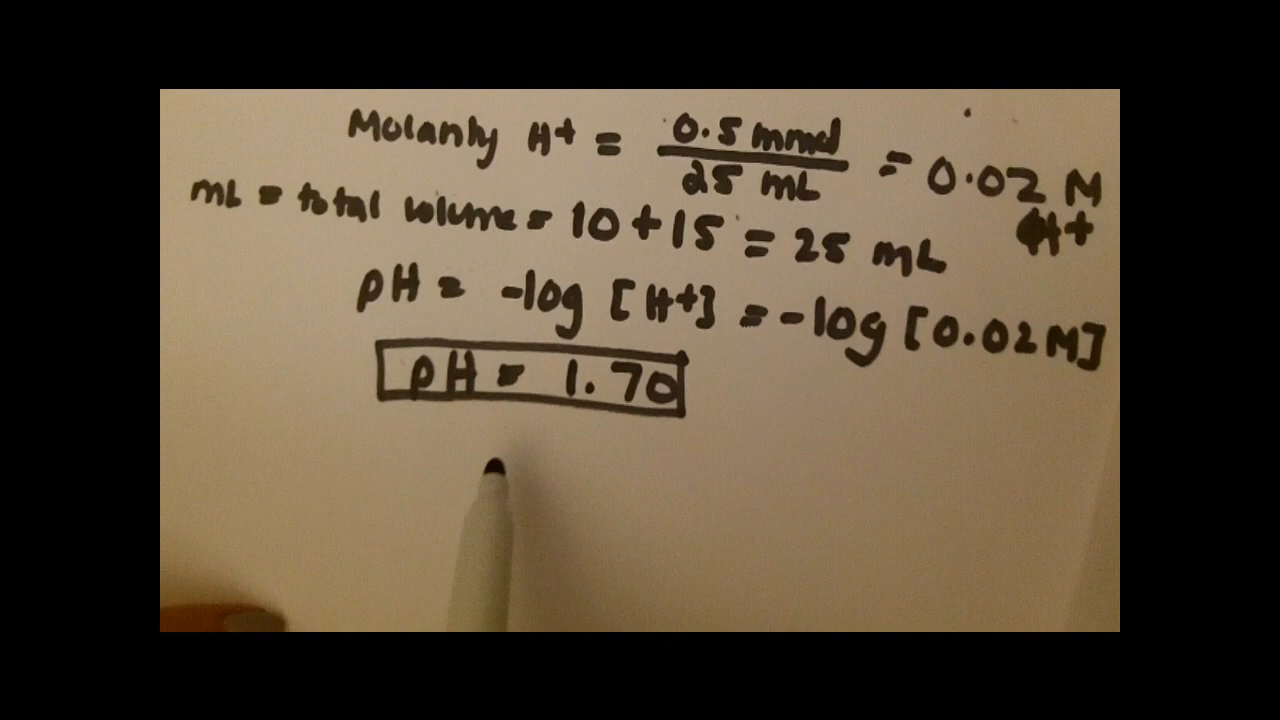 Molarity H+ = 0.5 mmol / 25 mL = 0.02 M H+
mL = total volume = 10 + 15 = 25 mL
pH = -log [H+] = -log [0.02M]
pH = 1.70